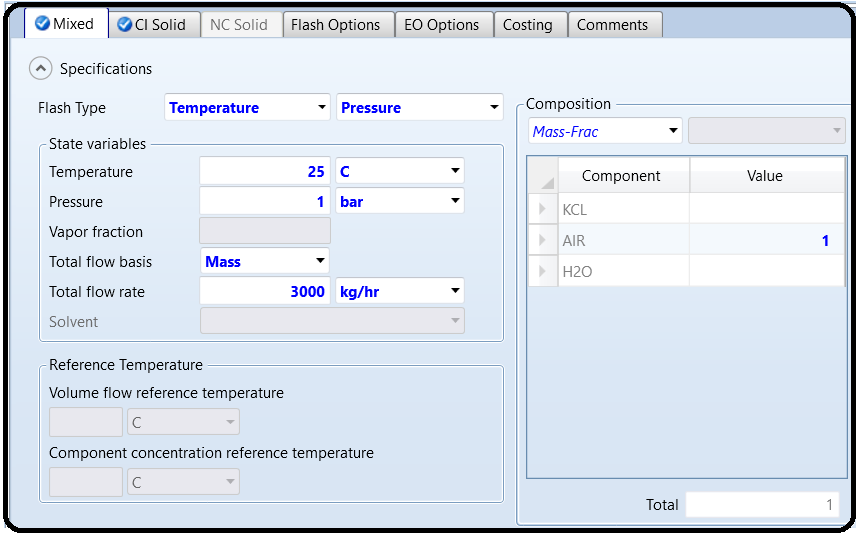 Mixed CI Solid NC Solid Flash Options EO Options Costing Comments
Specifications
Flash Type Temperature Pressure
State variables
Temperature 25 C
Pressure 1 bar
Vapor fraction
Total flow basis Mass
Total flow rate 3000 kg/hr
Solvent
Reference Temperature
Volume flow reference temperature
C
Component concentration reference temperature
C
Composition
Mass-Frac
Component Value
KCL
AIR 1
H2O
Total 1